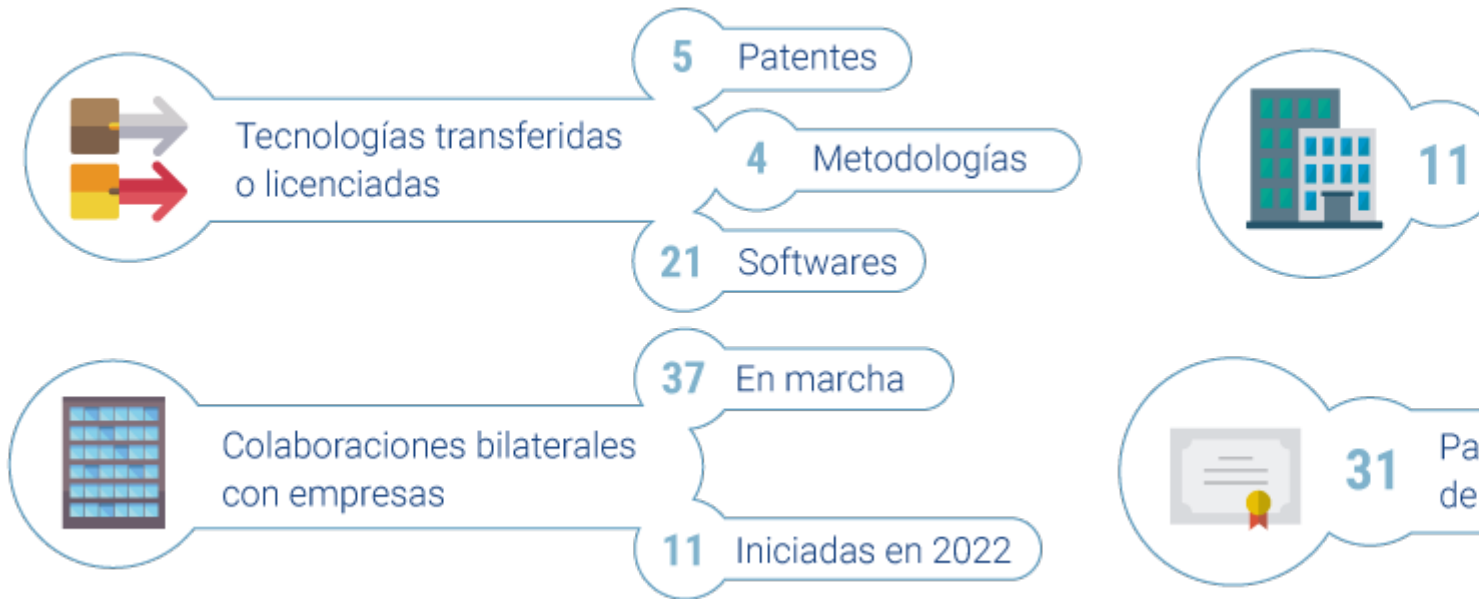 5 Patentes
Tecnologías transferidas
o licenciadas
4 Metodologías
21 Softwares
11
37 En marcha
Colaboraciones bilaterales
con empresas
11 Iniciadas en 2022
31
de